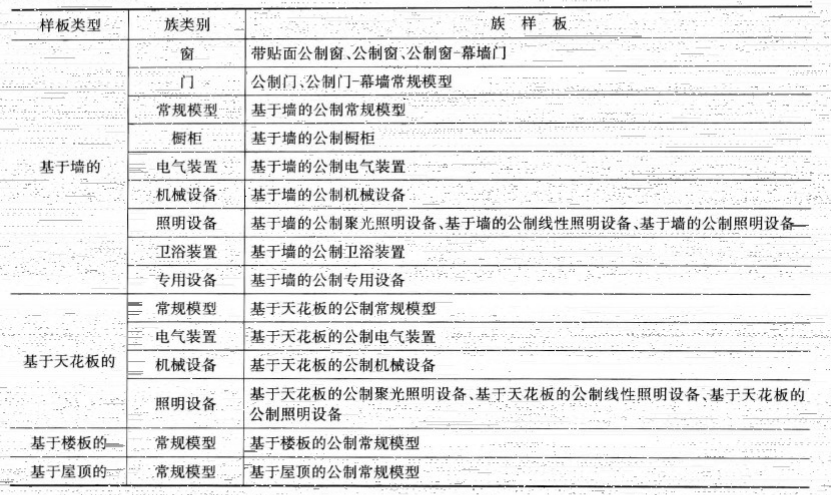 样板类型 族类别 族样板
窗 带贴面公制窗、公制窗、公制窗-幕墙门
门 公制门、公制门-幕墙常规模型
常规模型 基于墙的公制常规模型
橱柜 基于墙的公制橱柜
基于墙的 电气装置 基于墙的公制电气装置
机械设备 基于墙的公制机械设备
照明设备 基于墙的公制聚光照明设备、基于墙的公制线性照明设备、基于墙的公制照明设备
卫浴装置 基于墙的公制卫浴装置
专用设备 基于墙的公制专用设备
常规模型 基于天花板的公制常规模型
电气装置 基于天花板的公制电气装置
基于天花板的 机械设备 基于天花板的公制机械设备
照明设备 基于天花板的公制聚光照明设备、基于天花板的公制线性照明设备、基于天花板的
公制照明设备
基于楼板的 常规模型 基于楼板的公制常规模型
基于屋顶的 常规模型 基于屋顶的公制常规模型